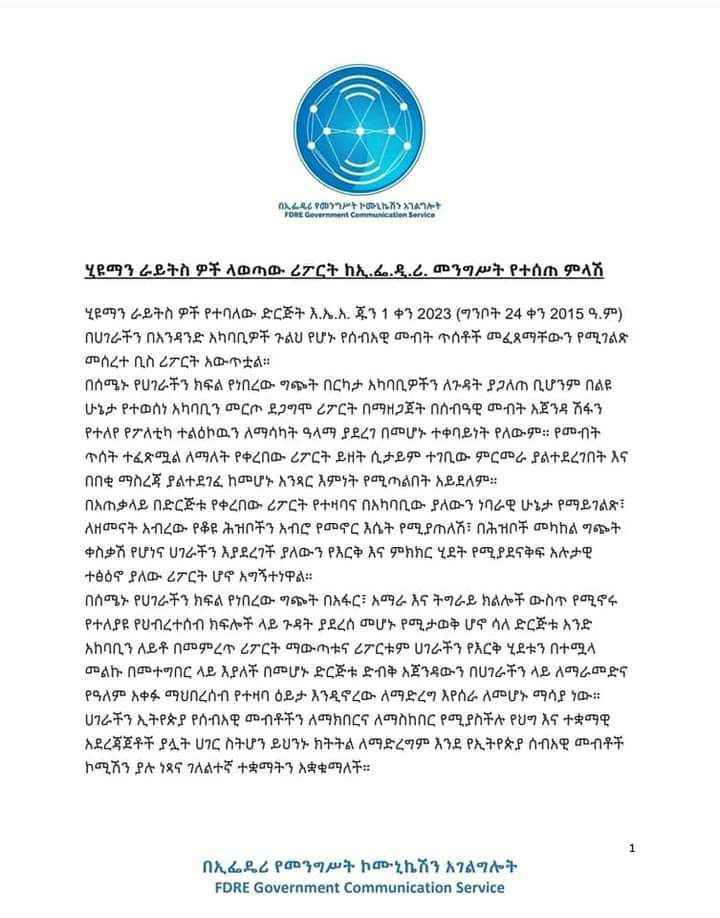 በኢፌዴሪ የመንግሥት ኮሙኒኬሽን አገልግሎት
FDRE Government Communication Service
ሂዩማን ራይትስ ዎች ላወጣው ሪፖርት ከኢ.ፌ.ዲ.ሪ. መንግሥት የተሰጠ ምላሽ
ሂዩማን ራይትስ ዎች የተባለው ድርጅት እ.ኤ.አ. ጁን 1 ቀን 2023 (ግንቦት 24 ቀን 2015 ዓ.ም)
በሀገራችን በአንዳንድ አካባቢዎች ጉልህ የሆኑ የሰብአዊ መብት ጥሰቶች መፈጸማቸውን የሚገልጽ
መሰረተ ቢስ ሪፖርት አውጥቷል።
በሰሜኑ የሀገራችን ክፍል የነበረው ግጭት በርካታ አካባቢዎችን ለጉዳት ያጋለጠ ቢሆንም በልዩ
ሁኔታ የተወሰነ አካባቢን መርጦ ደጋግሞ ሪፖርት በማዘጋጀት በሰብዓዊ መብት አጀንዳ ሽፋን
የተለየ የፖለቲካ ተልዕኮዉን ለማሳካት ዓላማ ያደረገ በመሆኑ ተቀባይነት የለውም። የመብት
ጥሰት ተፈጽሟል ለማለት የቀረበው ሪፖርት ይዘት ሲታይም ተገቢው ምርመራ ያልተደረገበት እና
በበቂ ማስረጃ ያልተደገፈ ከመሆኑ አንጻር እምነት የሚጣልበት አይደለም።
በአጠቃላይ በድርጅቱ የቀረበው ሪፖርት የተዛባና በአካባቢው ያለውን ነባራዊ ሁኔታ የማይገልጽ፣
ለዘመናት አብረው የቆዩ ሕዝቦችን አብሮ የመኖር እሴት የሚያጠለሽ፣ በሕዝቦች መካከል ግጭት
ቀስቃሽ የሆነና ሀገራችን እያደረገች ያለውን የእርቅ እና ምክክር ሂደት የሚያደናቅፍ አሉታዊ
ተፅዕኖ ያለው ሪፖርት ሆኖ አግኝተነዋል።
በሰሜኑ የሀገራችን ክፍል የነበረው ግጭት በአፋር፣ አማራ እና ትግራይ ክልሎች ውስጥ የሚኖሩ
የተለያዩ የህብረተሰብ ክፍሎች ላይ ጉዳት ያደረሰ መሆኑ የሚታወቅ ሆኖ ሳለ ድርጅቱ አንድ
አከባቢን ለይቶ በመምረጥ ሪፖርት ማውጣቱና ሪፖርቱም ሀገራችን የእርቅ ሂደቱን በተሟላ
መልኩ በመተግበር ላይ እያለች በመሆኑ ድርጅቱ ድብቅ አጀንዳውን በሀገራችን ላይ ለማራመድና
የዓለም አቀፉ ማህበረሰብ የተዛባ ዕይታ እንዲኖረው ለማድረግ እየሰራ ለመሆኑ ማሳያ ነው።
ሀገራችን ኢትዮጵያ የሰብአዊ መብቶችን ለማክበርና ለማስከበር የሚያስችሉ የህግ እና ተቋማዊ
አደረጃጀቶች ያሏት ሀገር ስትሆን ይህንኑ ክትትል ለማድረግም እንደ የኢትዮጵያ ሰብአዊ መብቶች
ኮሚሽን ያሉ ነጻና ገለልተኛ ተቋማትን አቋቁማለች።
1
በኢፌዴሪ የመንግሥት ኮሙኒኬሽን አገልግሎት
FDRE Government Communication Service